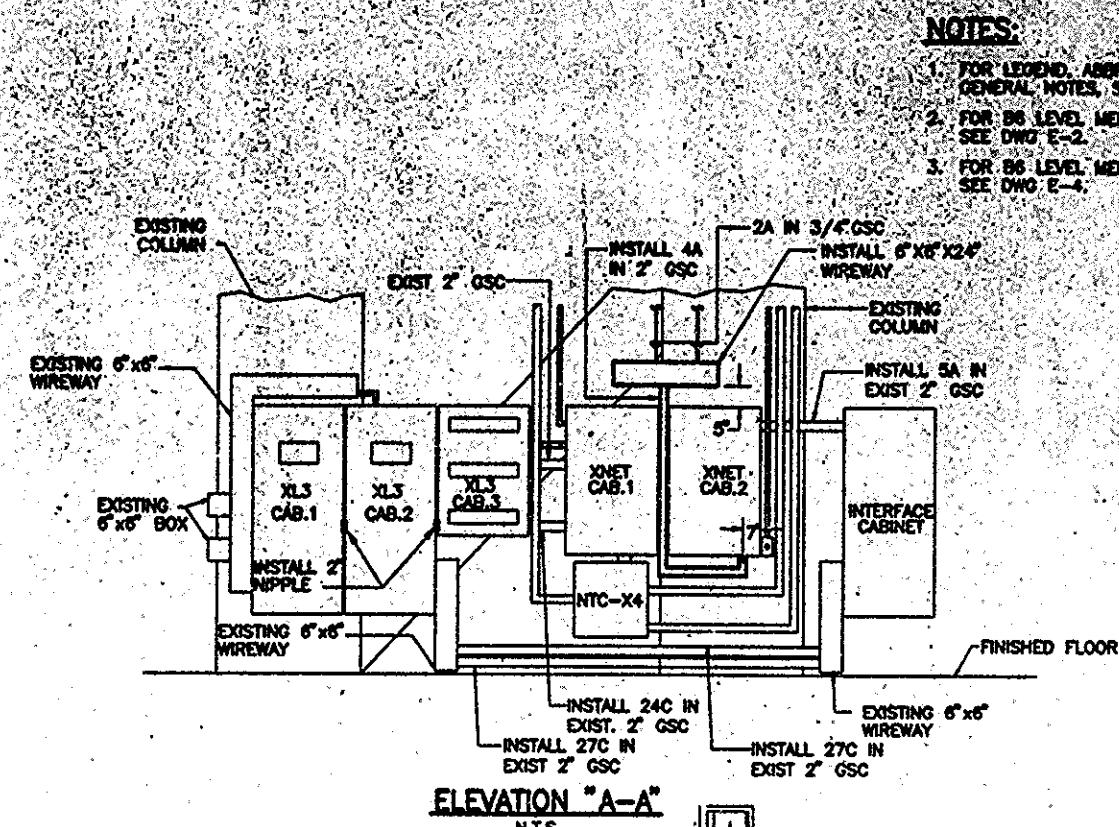 NOTES:
1. FOR LEGEND,
GENERAL NOTES,
2. FOR B6 LEVEL
SEE DWG E-2.
3. FOR B6 LEVEL
SEE DWG E-4.
EXISTING
COLUMN
2A IN 3/4" GSC
INSTALL 4A
IN 2" GSC
INSTALL 6"X6"X24"
WIREWAY
EXIST 2" GSC
EXISTING
COLUMN
EXISTING 6"x6"
WIREWAY
INSTALL 5A IN
EXIST 2" GSC
5"
XL3
CAB.1
XL3
CAB.2
XL3
CAB.3
XNET
CAB.1
XNET
CAB.2
INTERFACE
CABINET
EXISTING
6"x6" BOX
7"
INSTALL 2"
NIPPLE
NTC-X4
EXISTING 6"x6"
WIREWAY
FINISHED FLOOR
INSTALL 24C IN
EXIST. 2" GSC
EXISTING 6"x6"
WIREWAY
INSTALL 27C IN
EXIST 2" GSC
INSTALL 27C IN
EXIST 2" GSC
ELEVATION "A-A"
N.T.S.